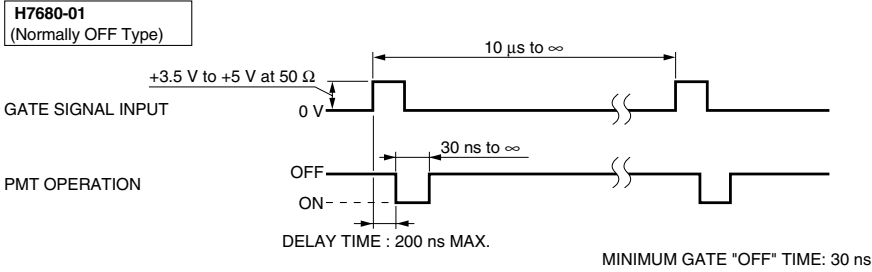 H7680-01
(Normally OFF Type)
10 µs to ∞
+3.5 V to +5 V at 50 Ω
GATE SIGNAL INPUT
0 V
30 ns to ∞
OFF
PMT OPERATION
ON
DELAY TIME : 200 ns MAX.
MINIMUM GATE "OFF" TIME: 30 ns